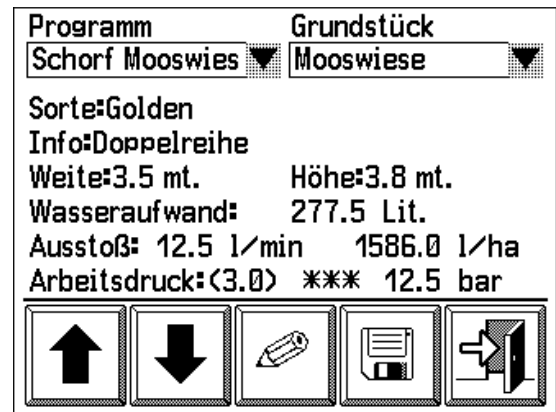 Programm Grundstück
Schorf Mooswies Mooswiese
Sorte:Golden
Info:Doppelreihe
Weite:3.5 mt. Höhe:3.8 mt.
Wasseraufwand: 277.5 Lit.
Ausstoß: 12.5 l/min 1586.0 l/ha
Arbeitsdruck:(3.0) *** 12.5 bar